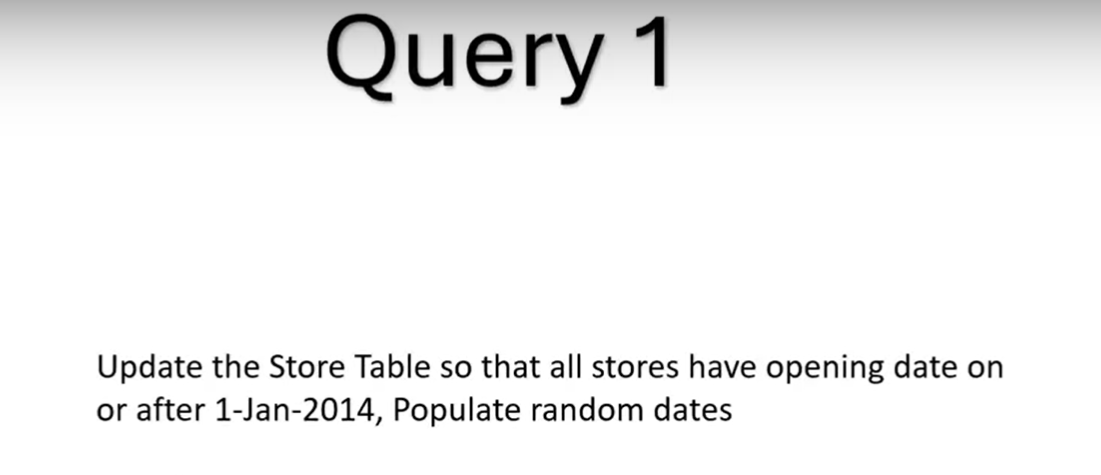 Query 1
Update the Store Table so that all stores have opening date on
or after 1-Jan-2014, Populate random dates